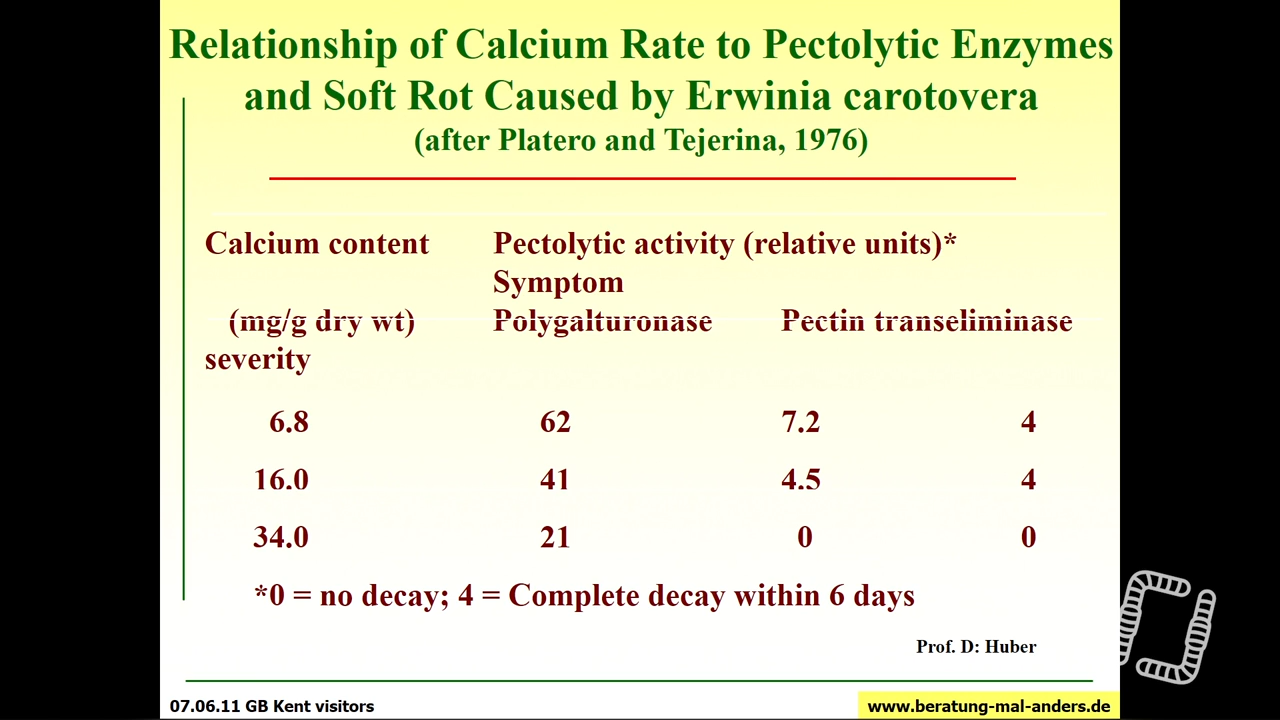 Relationship of Calcium Rate to Pectolytic Enzymes
and Soft Rot Caused by Erwinia carotovera
(after Platero and Tejerina, 1976)
Calcium content Pectolytic activity (relative units)*
Symptom
(mg/g dry wt) Polygalturonase Pectin transeliminase
severity
6.8 62 7.2 4
16.0 41 4.5 4
34.0 21 0 0
*0 = no decay; 4 = Complete decay within 6 days
Prof. D: Huber
07.06.11 GB Kent visitors www.beratung-mal-anders.de